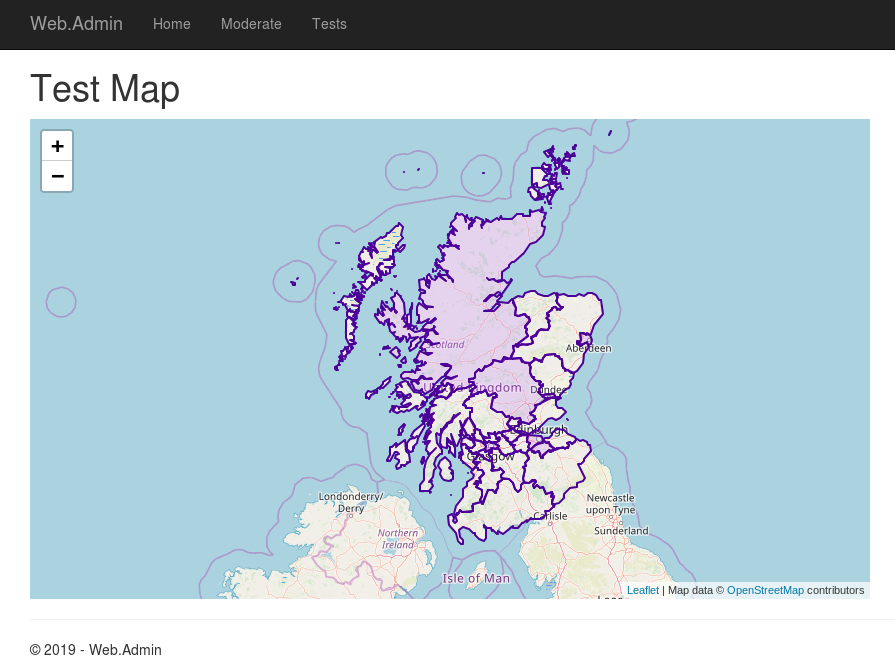 Web.Admin Home Moderate Tests
Test Map
+
−
Scotland
Aberdeen
United Kingdom
Dundee
Edinburgh
Glasgow
Londonderry/
Derry
Newcastle
upon Tyne
Carlisle
Sunderland
Northern
Ireland
Isle of Man
Leaflet | Map data © OpenStreetMap contributors
© 2019 - Web.Admin